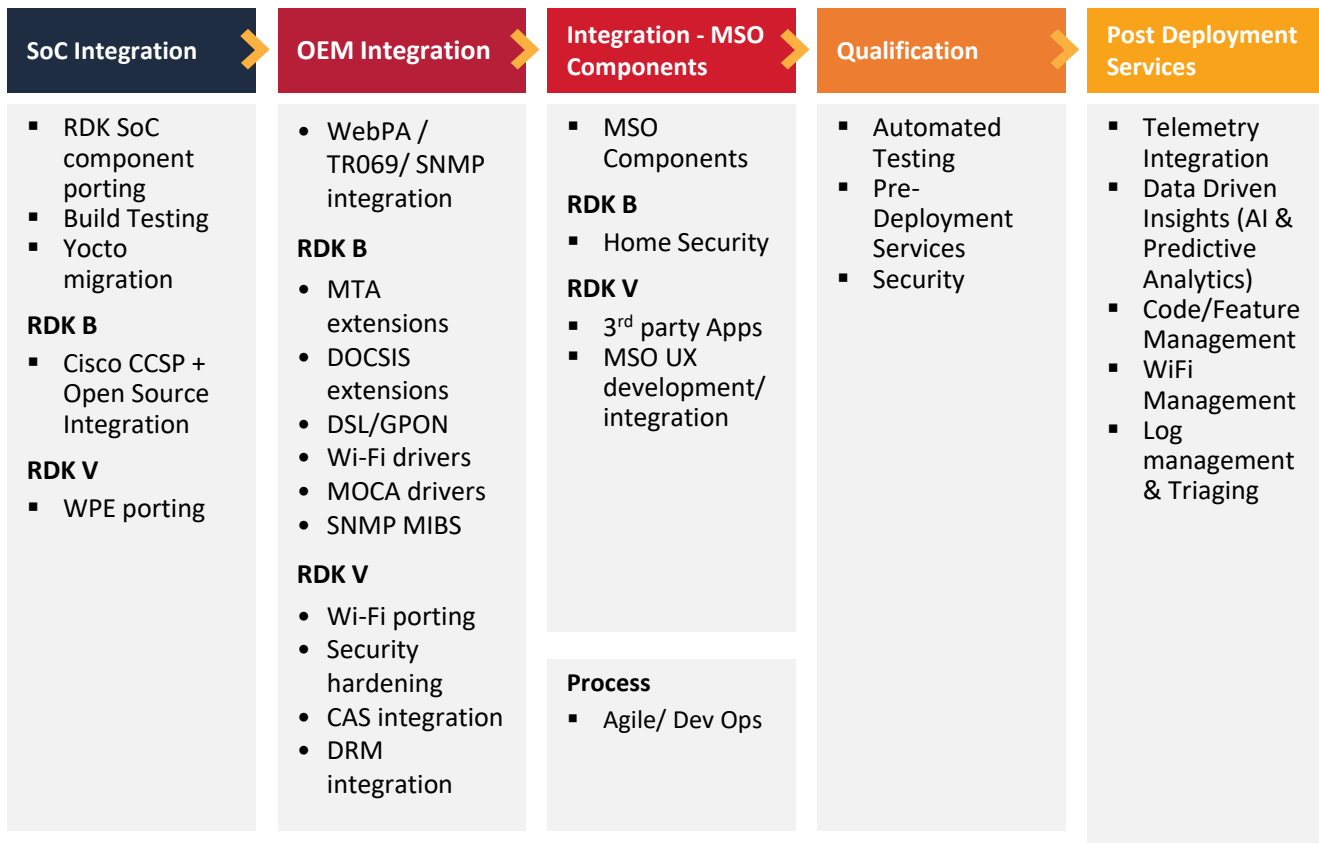 SoC Integration
▪ RDK SoC
component
porting
▪ Build Testing
▪ Yocto
migration
RDK B
▪ Cisco CCSP +
Open Source
Integration
RDK V
▪ WPE porting
OEM Integration
• WebPA /
TR069/ SNMP
integration
RDK B
• MTA
extensions
• DOCSIS
extensions
• DSL/GPON
• Wi-Fi drivers
• MOCA drivers
• SNMP MIBS
RDK V
• Wi-Fi porting
• Security
hardening
• CAS integration
• DRM
integration
Integration - MSO
Components
▪ MSO
Components
RDK B
▪ Home Security
RDK V
▪ 3rd party Apps
▪ MSO UX
development/
integration
Process
▪ Agile/ Dev Ops
Qualification
▪ Automated
Testing
▪ Pre-
Deployment
Services
▪ Security
Post Deployment
Services
▪ Telemetry
Integration
▪ Data Driven
Insights (AI &
Predictive
Analytics)
▪ Code/Feature
Management
▪ WiFi
Management
▪ Log
management
& Triaging